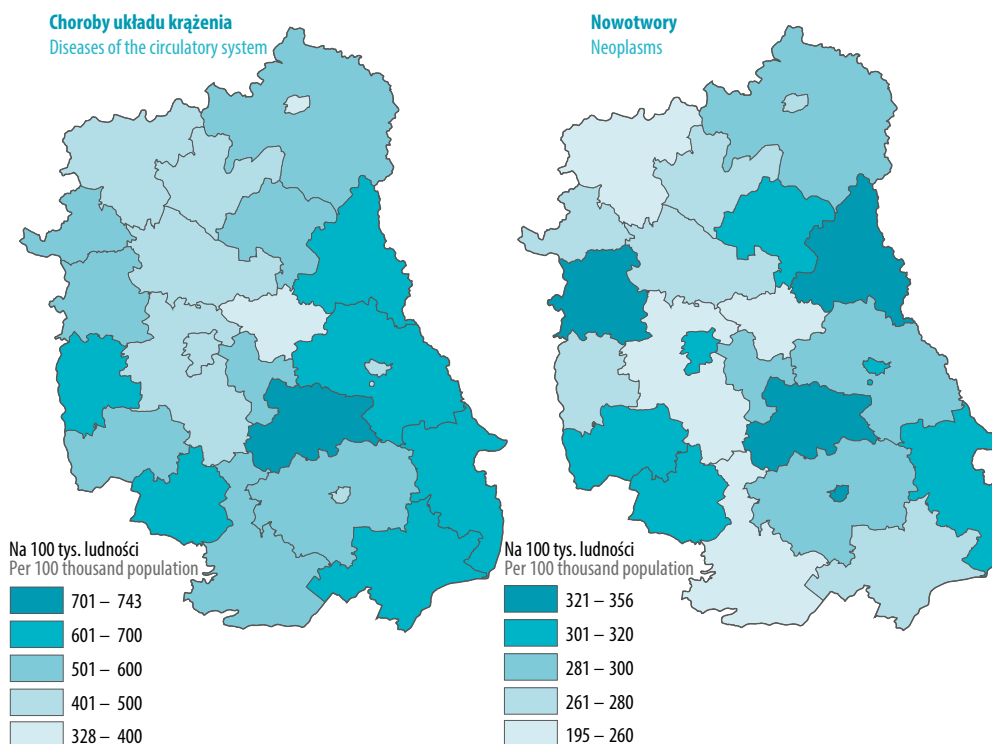 Choroby układu krążenia
Diseases of the circulatory system
Na 100 tys. ludności
Per 100 thousand population
701 – 743
601 – 700
501 – 600
401 – 500
328 – 400
Nowotwory
Neoplasms
Na 100 tys. ludności
Per 100 thousand population
321 – 356
301 – 320
281 – 300
261 – 280
195 – 260